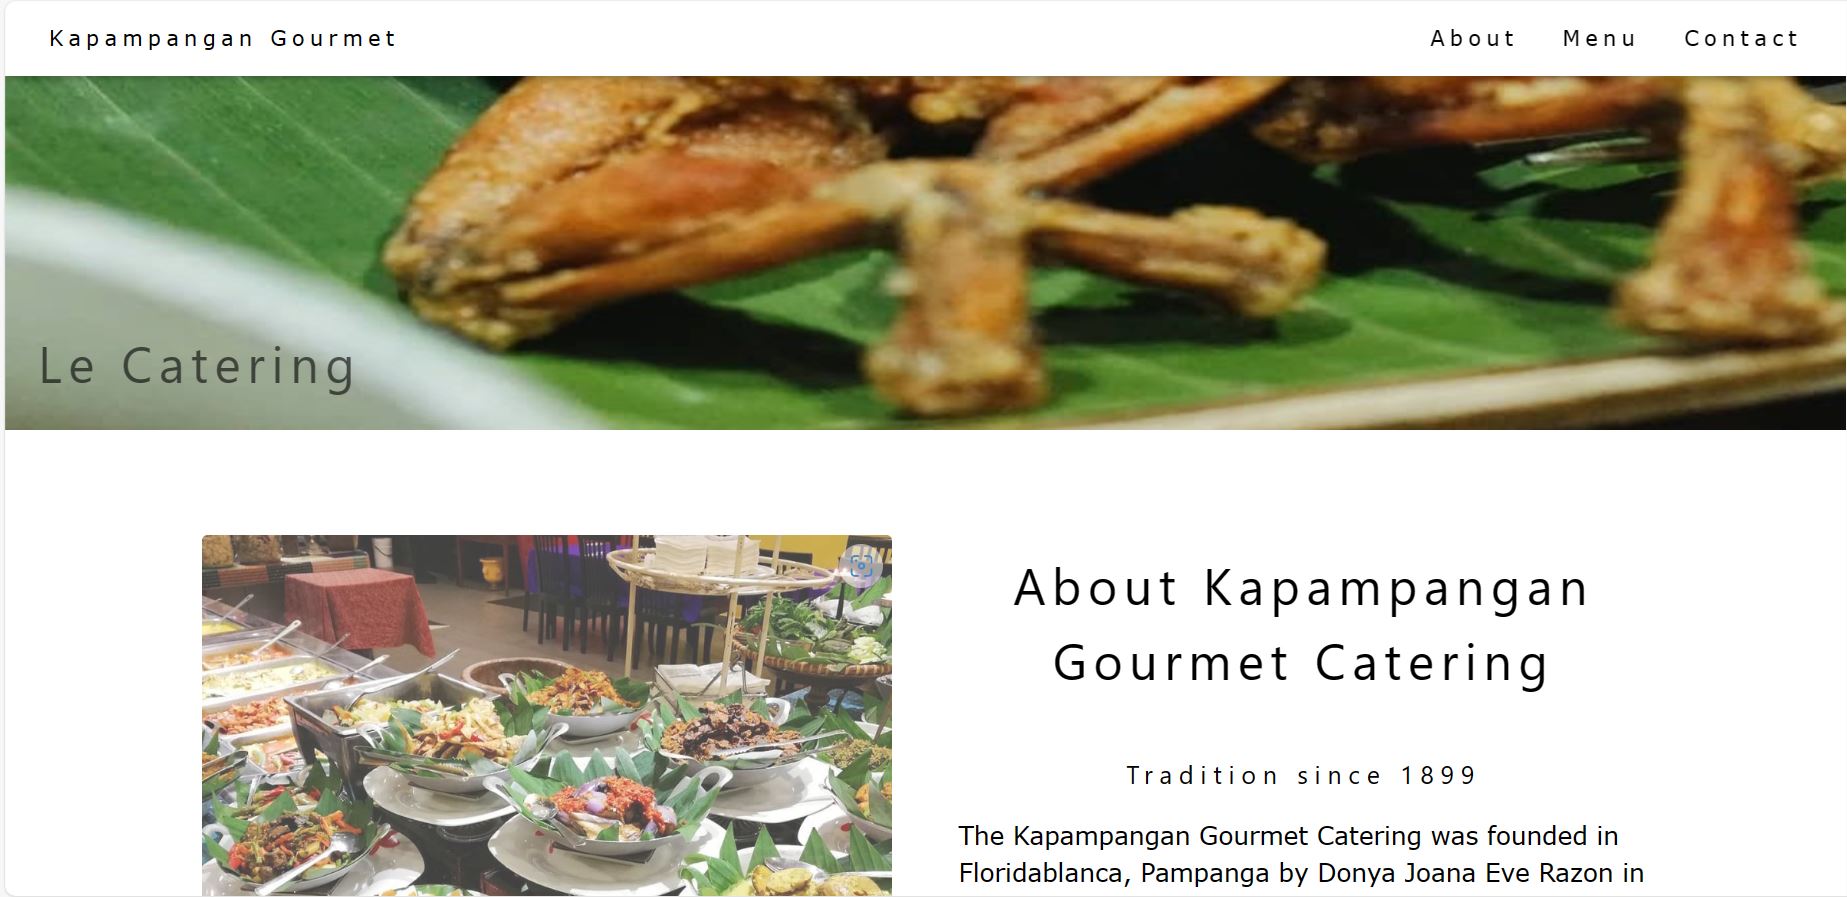 Kapampangan Gourmet
About Menu Contact
Le Catering
About Kapampangan
Gourmet Catering
Tradition since 1899
The Kapampangan Gourmet Catering was founded in
Floridablanca, Pampanga by Donya Joana Eve Razon in